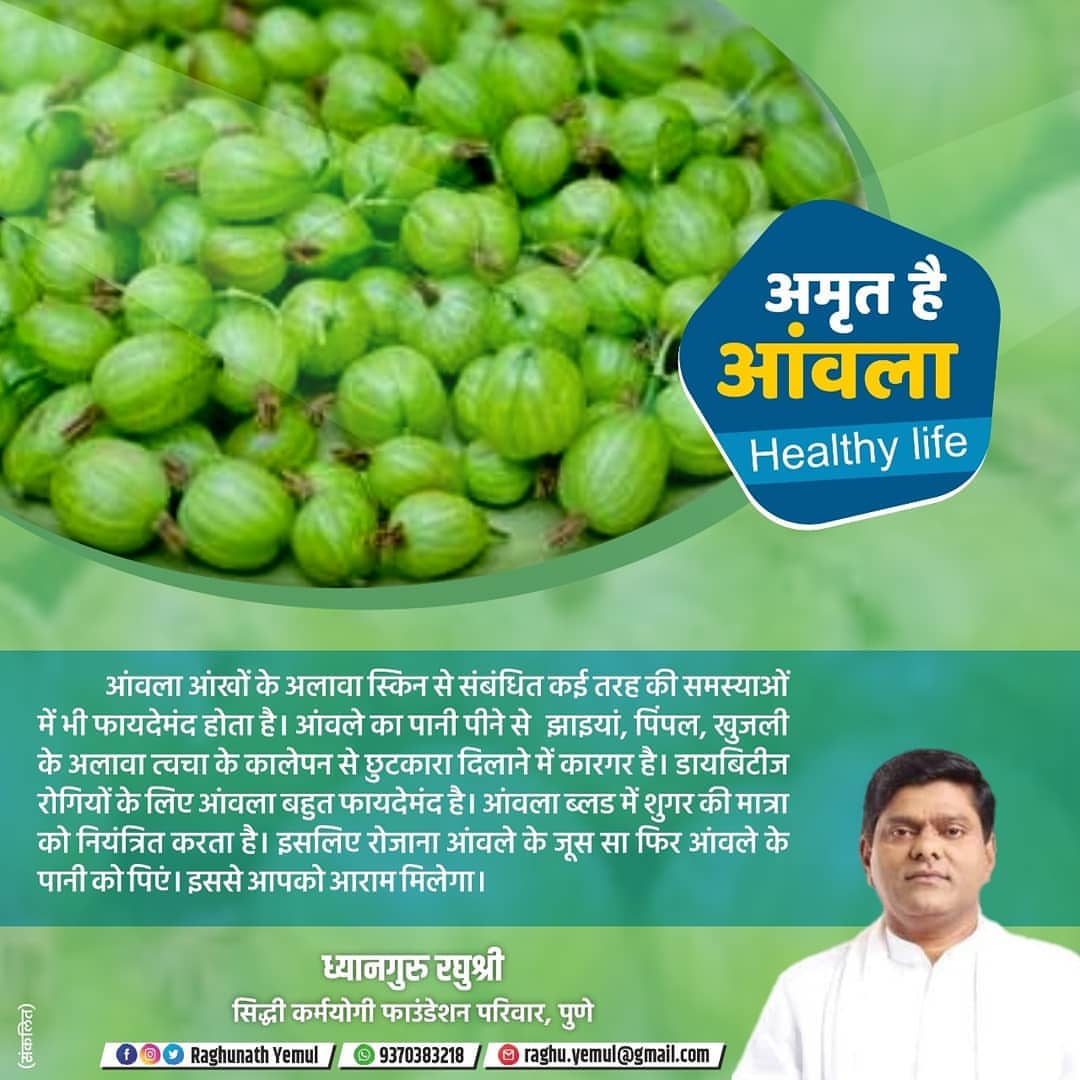 अमृत है
आंवला
Healthy life
आंवला आंखों के अलावा स्किन से संबंधित कई तरह की समस्याओं
में भी फायदेमंद होता है। आंवले का पानी पीने से झाइयां, पिंपल, खुजली
के अलावा त्वचा के कालेपन से छुटकारा दिलाने में कारगर है। डायबिटीज
रोगियों के लिए आंवला बहुत फायदेमंद है। आंवला ब्लड में शुगर की मात्रा
को नियंत्रित करता है। इसलिए रोजाना आंवले के जूस सा फिर आंवले के
पानी को पिएं। इससे आपको आराम मिलेगा।
ध्यानगुरु रघुश्री
सिद्धी कर्मयोगी फाउंडेशन परिवार, पुणे
Raghunath Yemul 9370383218 raghu.yemul@gmail.com
(संकलित)